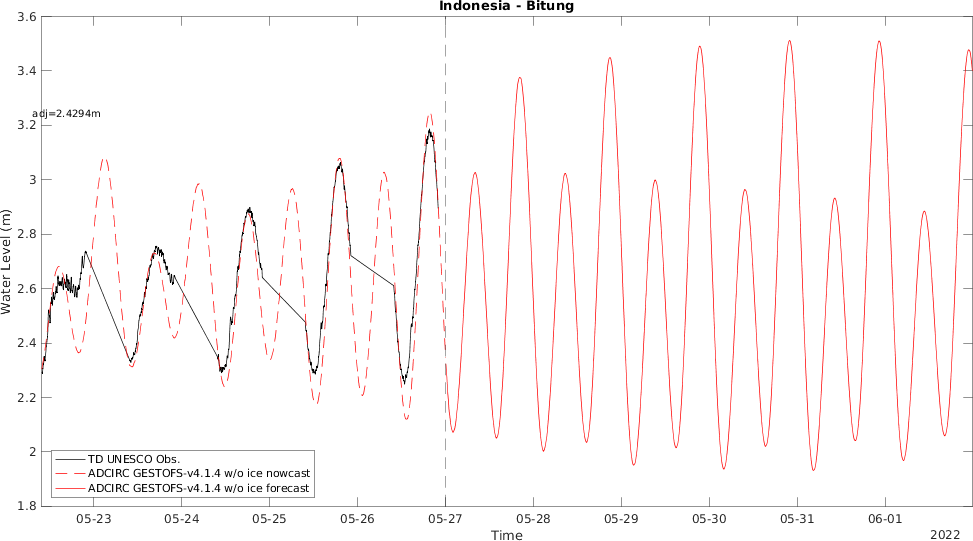 Indonesia - Bitung
3.6
3.4
adj=2.4294m
3.2
3
2.8
2.6
2.4
2.2
2
1.8
Water Level (m)
TD UNESCO Obs.
ADCIRC GESTOFS-v4.1.4 w/o ice nowcast
ADCIRC GESTOFS-v4.1.4 w/o ice forecast
05-23 05-24 05-25 05-26 05-27 05-28 05-29 05-30 05-31 06-01
Time
2022